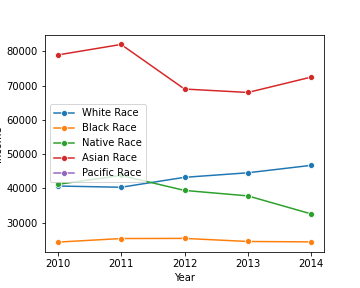 80000
70000
60000
50000
40000
30000
White Race
Black Race
Native Race
Asian Race
Pacific Race
2010 2011 2012 2013 2014
Year